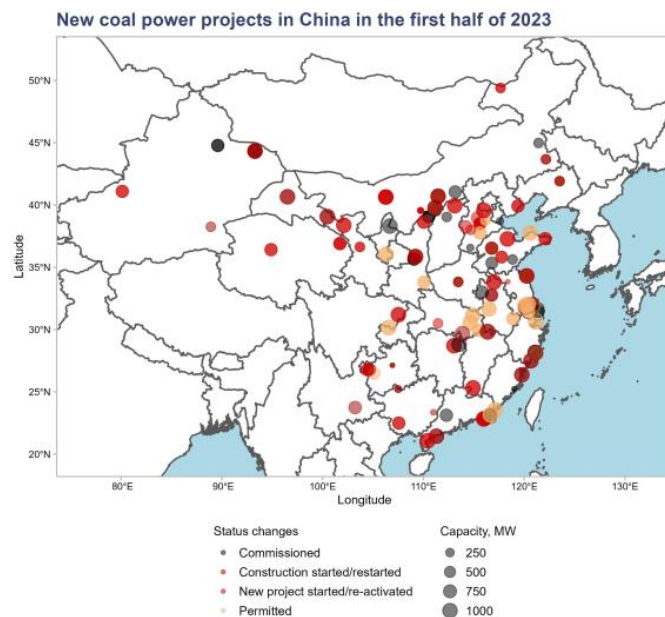 New coal power projects in China in the first half of 2023
50°N
45°N
40°N
35°N
30°N
25°N
20°N
Latitude
80°E
90°E
100°E
110°E
120°E
130°E
Longitude
Status changes
Commissioned
Construction started/restarted
New project started/re-activated
Permitted
Capacity, MW
250
500
750
1000